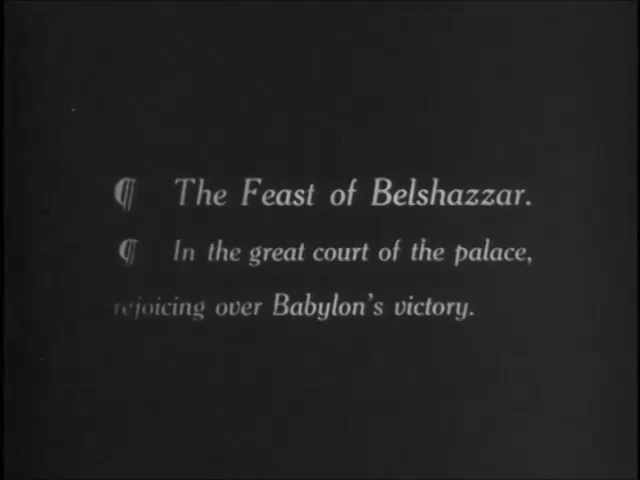 ¶ The Feast of Belshazzar.
¶ In the great court of the palace,
rejoicing over Babylon's victory.